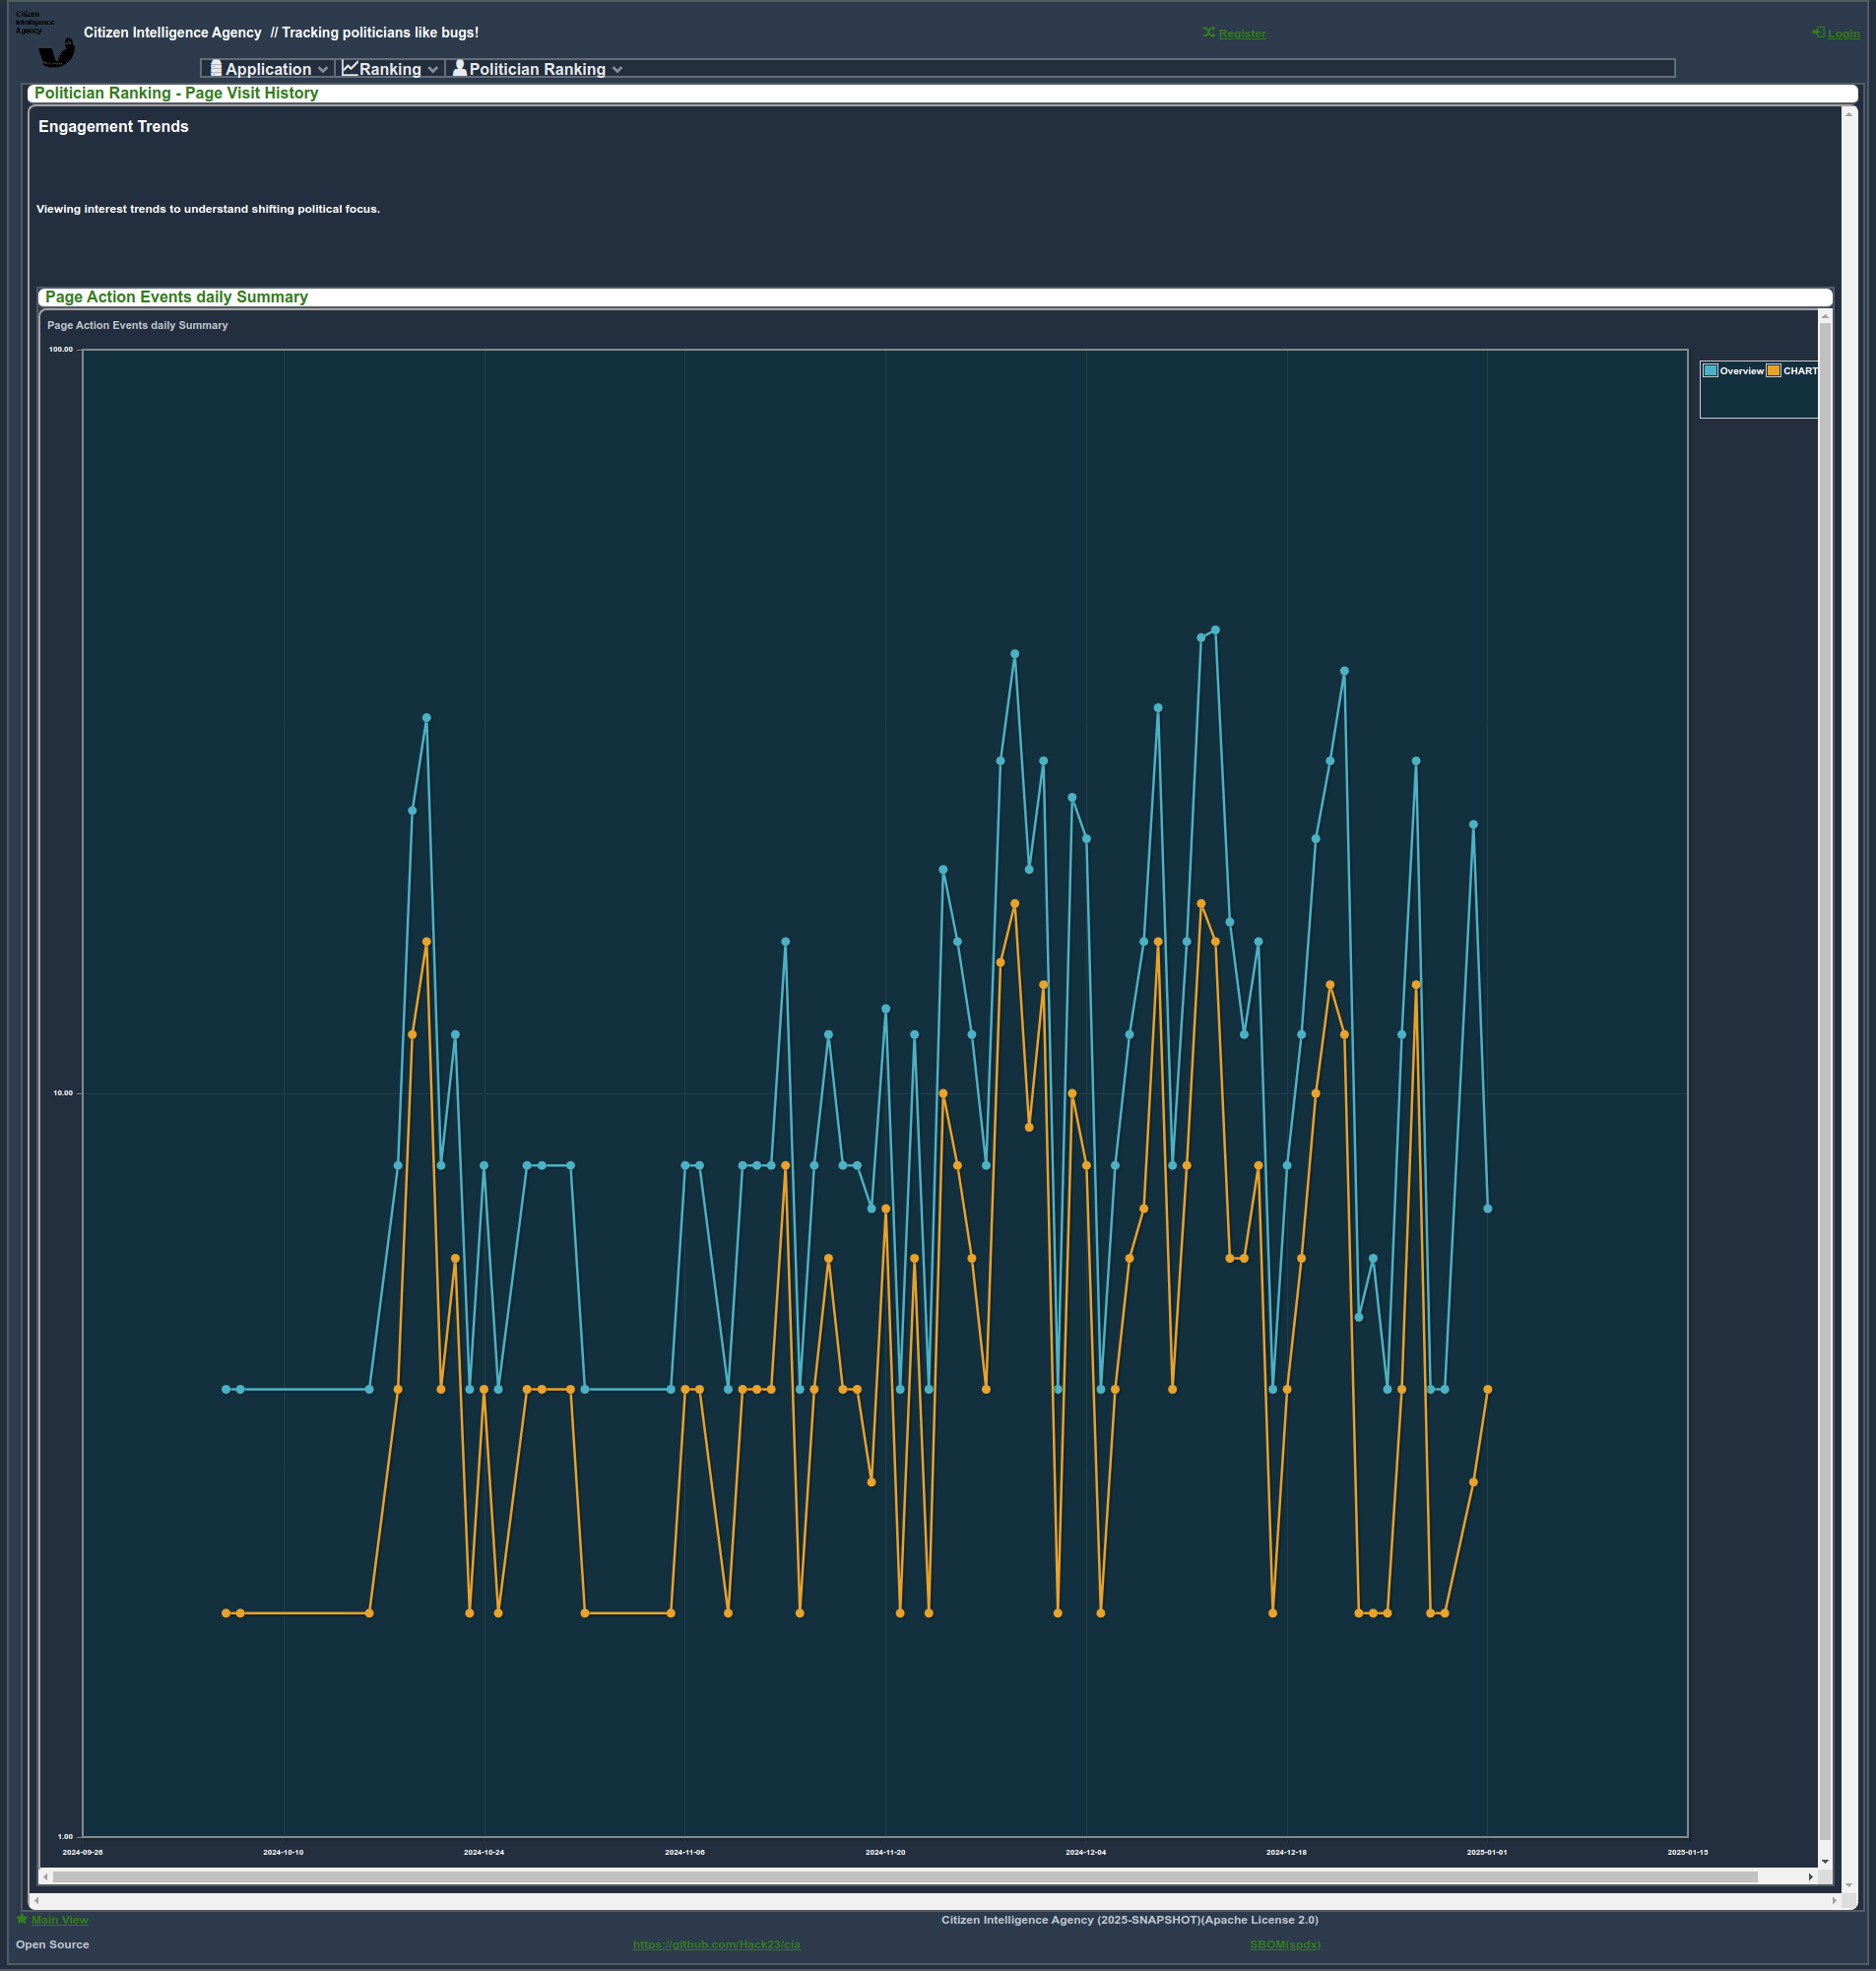 Citizen
Intelligence
Agency
Citizen Intelligence Agency // Tracking politicians like bugs!
Register
Login
Application
Ranking
Politician Ranking
Politician Ranking - Page Visit History
Engagement Trends
Viewing interest trends to understand shifting political focus.
Page Action Events daily Summary
Page Action Events daily Summary
100.00
Overview
CHART
10.00
1.00
2024-09-26
2024-10-10
2024-10-24
2024-11-06
2024-11-20
2024-12-04
2024-12-18
2025-01-01
2025-01-15
Main View
Citizen Intelligence Agency (2025-SNAPSHOT)(Apache License 2.0)
Open Source
https://github.com/Hack23/cia
SBOM(spdx)